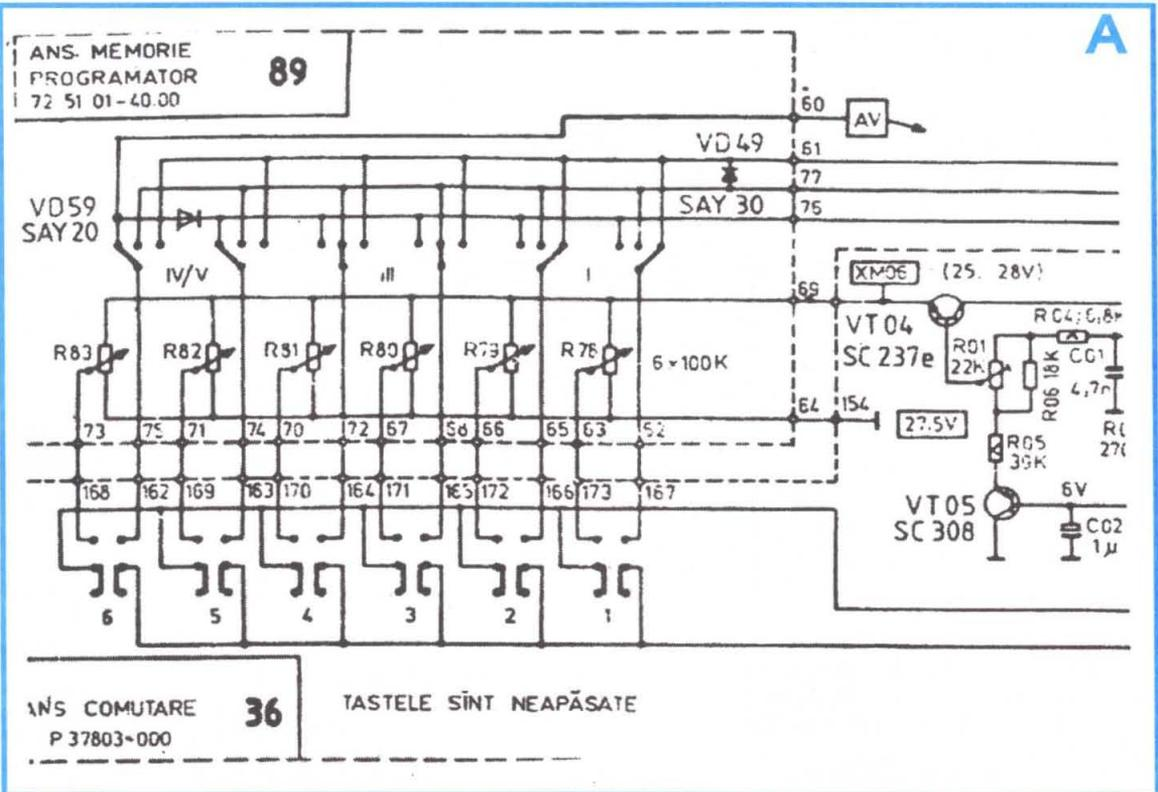 A
ANS. MEMORIE
PROGRAMATOR 89
72 51 01-40.00
60 AV
VD 49 61
77
SAY 30 75
VD59
SAY 20
IV/V III I
XM06 (25. 28V)
69
VT 04
SC 237e
R83 R82 R81 R80 R79 R78 6×100K
R01
22K
R06 18K
C01
4,7n
64 154
27.5V
73 75 71 74 70 72 67 68 66 65 63 62
R05
39K
168 162 169 163 170 164 171 165 172 166 173 167
VT05
SC 308
6V
C02
1µ
6 5 4 3 2 1
ANS COMUTARE 36
P 37803-000
TASTELE SÎNT NEAPĂSATE